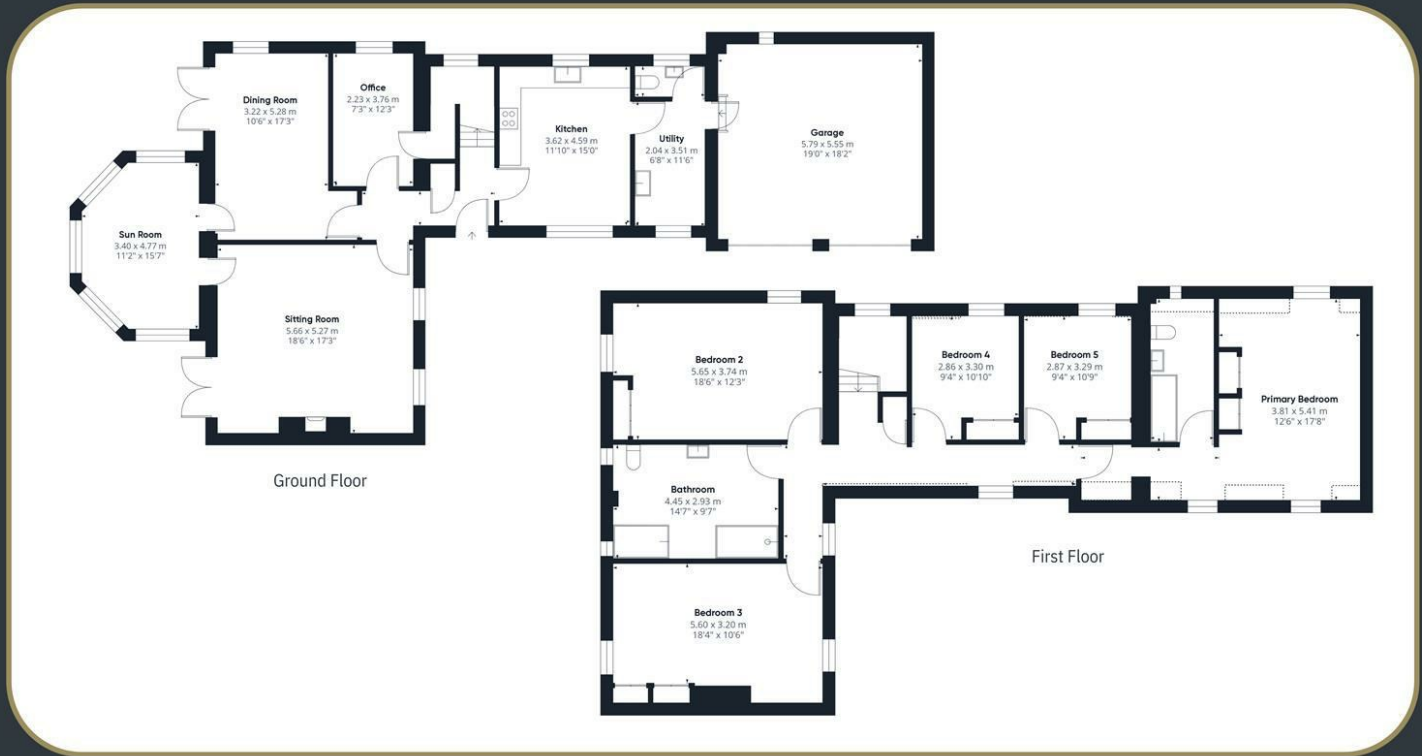 Dining Room
3.22 x 5.28 m
10'6" x 17'3"
Office
2.23 x 3.76 m
7'3" x 12'3"
Kitchen
3.62 x 4.59 m
11'10" x 15'0"
Utility
2.04 x 3.51 m
6'8" x 11'6"
Garage
5.79 x 5.55 m
19'0" x 18'2"
Sun Room
3.40 x 4.77 m
11'2" x 15'7"
Sitting Room
5.66 x 5.27 m
18'6" x 17'3"
Ground Floor
Bedroom 2
5.65 x 3.74 m
18'6" x 12'3"
Bedroom 4
2.86 x 3.30 m
9'4" x 10'10"
Bedroom 5
2.87 x 3.29 m
9'4" x 10'9"
Primary Bedroom
3.81 x 5.41 m
12'6" x 17'8"
Bathroom
4.45 x 2.93 m
14'7" x 9'7"
Bedroom 3
5.60 x 3.20 m
18'4" x 10'6"
First Floor